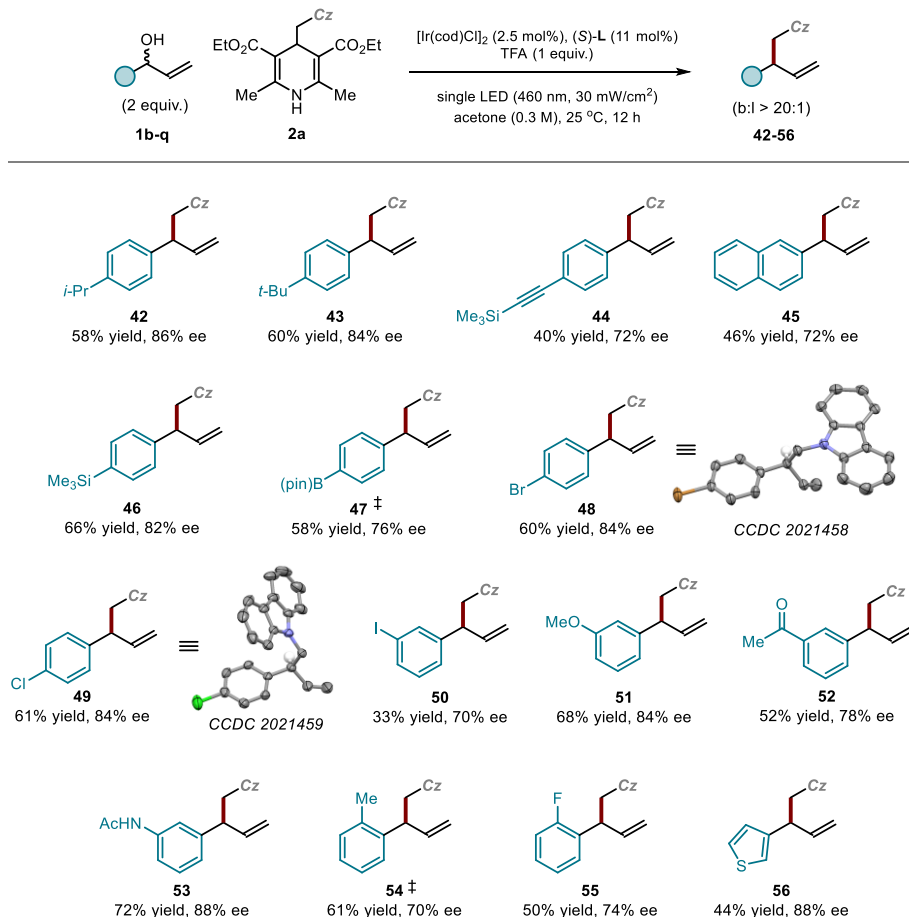 OH
(2 equiv.)
1b-q
Cz
EtO₂C
CO₂Et
Me
N
H
Me
2a
[Ir(cod)Cl]₂ (2.5 mol%), (S)-L (11 mol%)
TFA (1 equiv.)
single LED (460 nm, 30 mW/cm²)
acetone (0.3 M), 25 °C, 12 h
Cz
(b:l > 20:1)
42-56
Cz
i-Pr
42
58% yield, 86% ee
Cz
t-Bu
43
60% yield, 84% ee
Cz
Me₃Si
44
40% yield, 72% ee
Cz
45
46% yield, 72% ee
Cz
Me₃Si
46
66% yield, 82% ee
Cz
(pin)B
47 ‡
58% yield, 76% ee
Cz
Br
48
60% yield, 84% ee
≡
CCDC 2021458
Cz
Cl
49
61% yield, 84% ee
≡
CCDC 2021459
Cz
I
50
33% yield, 70% ee
Cz
MeO
51
68% yield, 84% ee
Cz
O
Me
52
52% yield, 78% ee
Cz
AcHN
53
72% yield, 88% ee
Cz
Me
54 ‡
61% yield, 70% ee
Cz
F
55
50% yield, 74% ee
Cz
S
56
44% yield, 88% ee